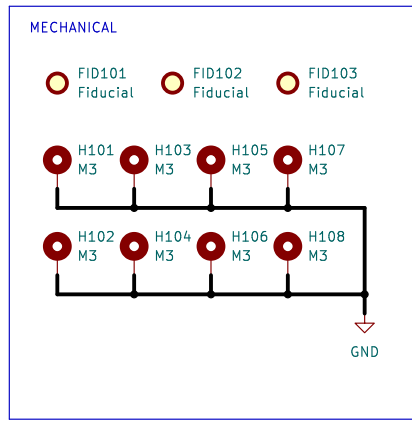 MECHANICAL
FID101 FID102 FID103
Fiducial Fiducial Fiducial
H101 H103 H105 H107
M3 M3 M3 M3
H102 H104 H106 H108
M3 M3 M3 M3
GND